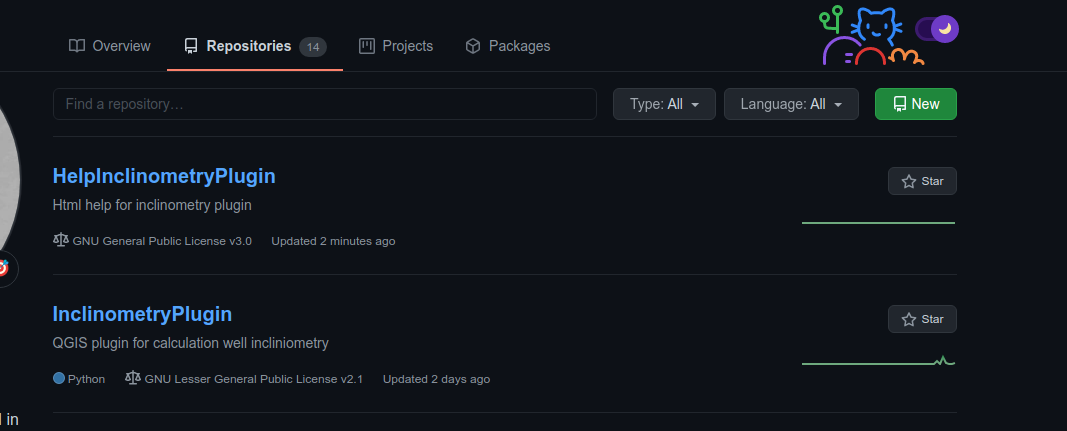 Overview Repositories 14 Projects Packages
Find a repository… Type: All Language: All New
HelpInclinometryPlugin Star
Html help for inclinometry plugin
GNU General Public License v3.0 Updated 2 minutes ago
InclinometryPlugin Star
QGIS plugin for calculation well incliniometry
Python GNU Lesser General Public License v2.1 Updated 2 days ago
in